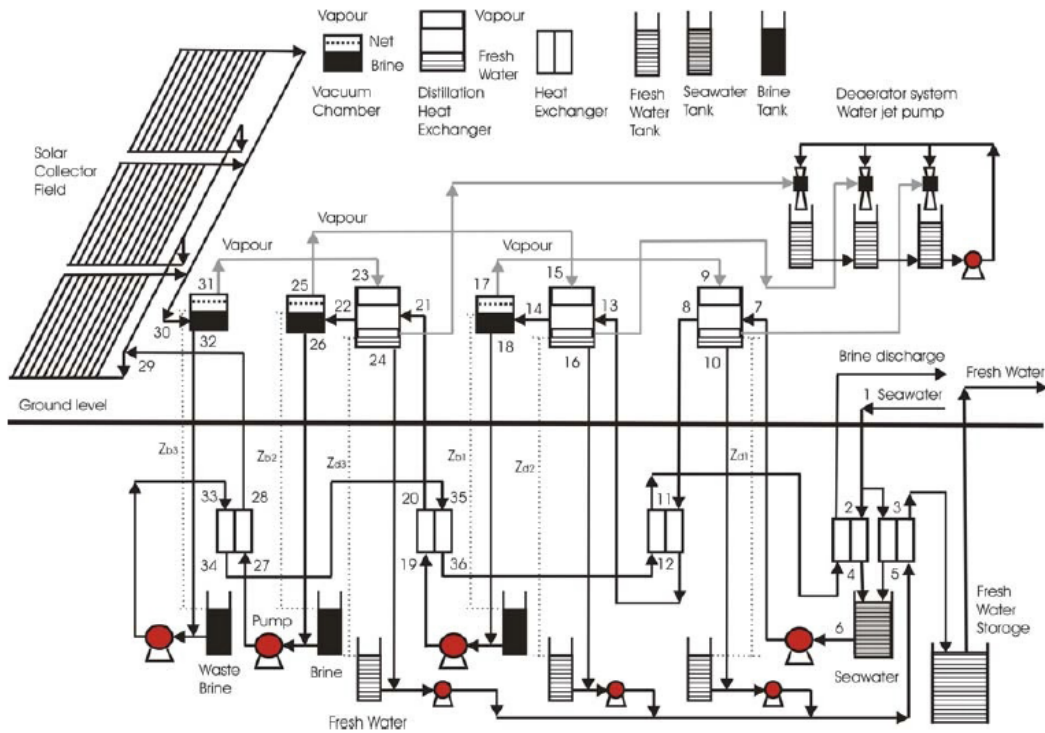 Vapour
Net
Brine
Vacuum
Chamber
Vapour
Fresh
Water
Distillation
Heat
Exchanger
Heat
Exchanger
Fresh
Water
Tank
Seawater
Tank
Brine
Tank
Decerator system
Water jet pump
Solar
Collector
Field
Vapour
Vapour
Vapour
31
30
32
29
25
26
23
22
21
24
17
18
15
14
13
16
9
8
7
10
Brine discharge
Fresh Water
1 Seawater
Ground level
Zb3
Zb2
Zd3
Zb1
Zd2
Zd1
33
28
34
27
20
35
19
36
11
12
2
3
4
5
6
Pump
Waste
Brine
Brine
Fresh Water
Seawater
Fresh
Water
Storage